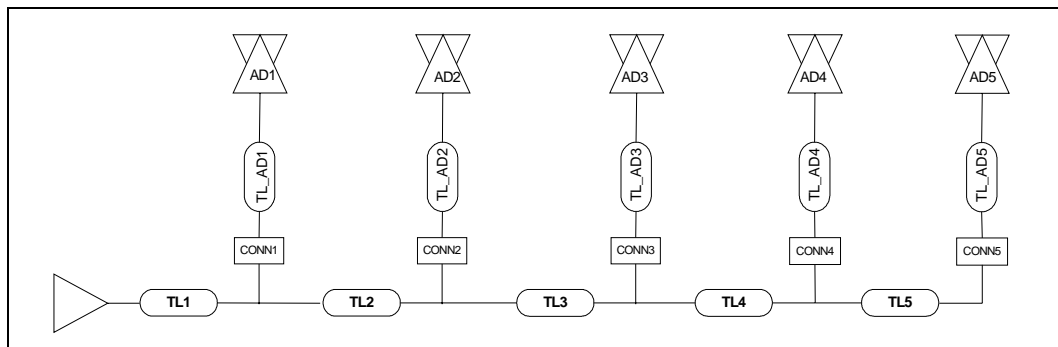 AD1 AD2 AD3 AD4 AD5
TL_AD1 TL_AD2 TL_AD3 TL_AD4 TL_AD5
CONN1 CONN2 CONN3 CONN4 CONN5
TL1 TL2 TL3 TL4 TL5